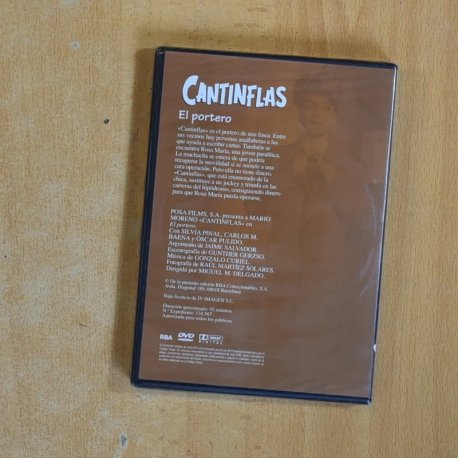 CANTINFLAS
El portero
«Cantinflas» es el portero de una finca. Entre
sus vecinos hay personas analfabetas a las
que ayuda a escribir cartas. También se
encuentra Rosa María, una joven paralítica.
La muchacha se entera de que podría
recuperar la movilidad si se somete a una
cara operación. Pero ella no tiene dinero.
«Cantinflas», que está enamorado de la
chica, sustituye a un jockey y triunfa en las
carreras del hipódromo, consiguiendo dinero
para que Rosa María pueda operarse.
POSA FILMS, S.A. presenta a MARIO
MORENO «CANTINFLAS» en
El portero.
Con SILVIA PINAL, CARLOS M.
BAENA y ÓSCAR PULIDO.
Argumento de JAIME SALVADOR.
Escenografía de GUNTHER GERZSO.
Música de GONZALO CURIEL.
Fotografía de RAÚL MARTÍNEZ SOLARES.
Dirigida por MIGUEL M. DELGADO.
© De la presente edición RBA Coleccionables, S.A.
Avda. Diagonal 189, 08018 Barcelona
Bajo licencia de JV IMAGEN S.L.
Duración aproximada: 93 minutos
N.º Expediente: 134.567
Autorizada para todos los públicos
RBA DVD DOLBY DIGITAL